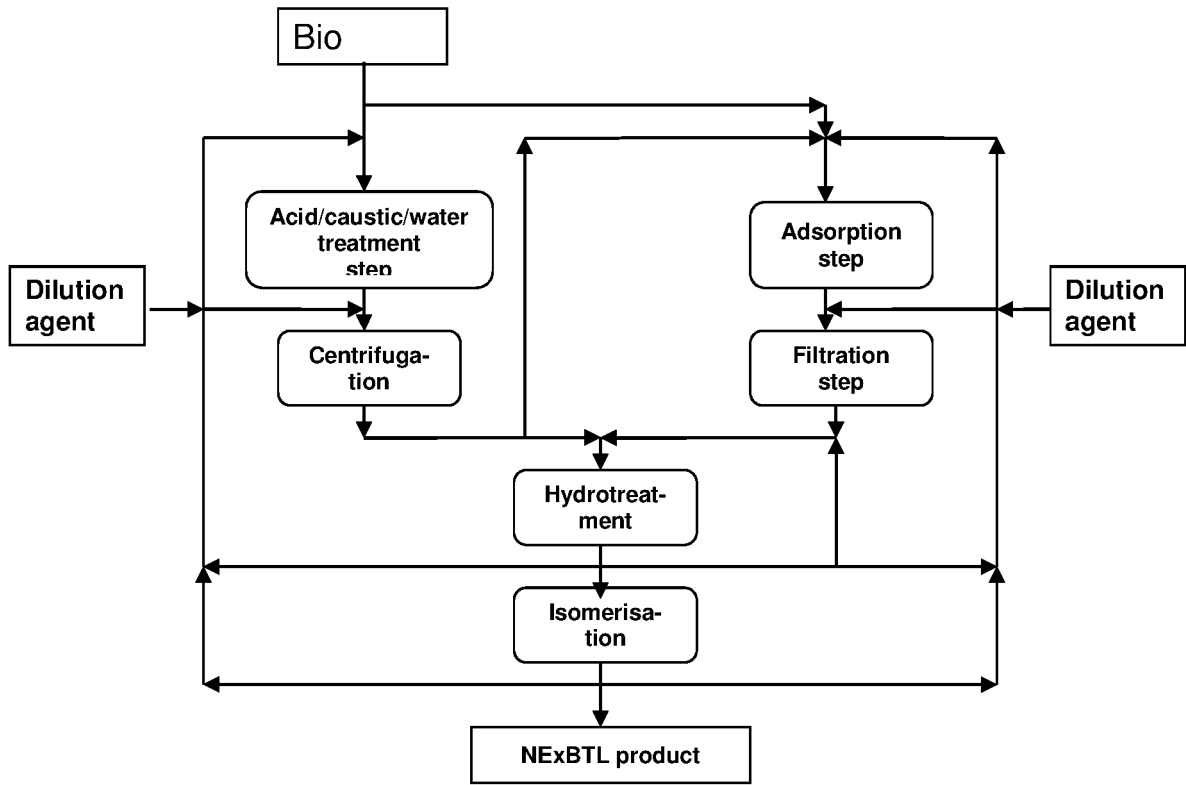 Bio
Acid/caustic/water
treatment
step
Adsorption
step
Dilution
agent
Dilution
agent
Centrifuga-
tion
Filtration
step
Hydrotreat-
ment
Isomerisa-
tion
NExBTL product